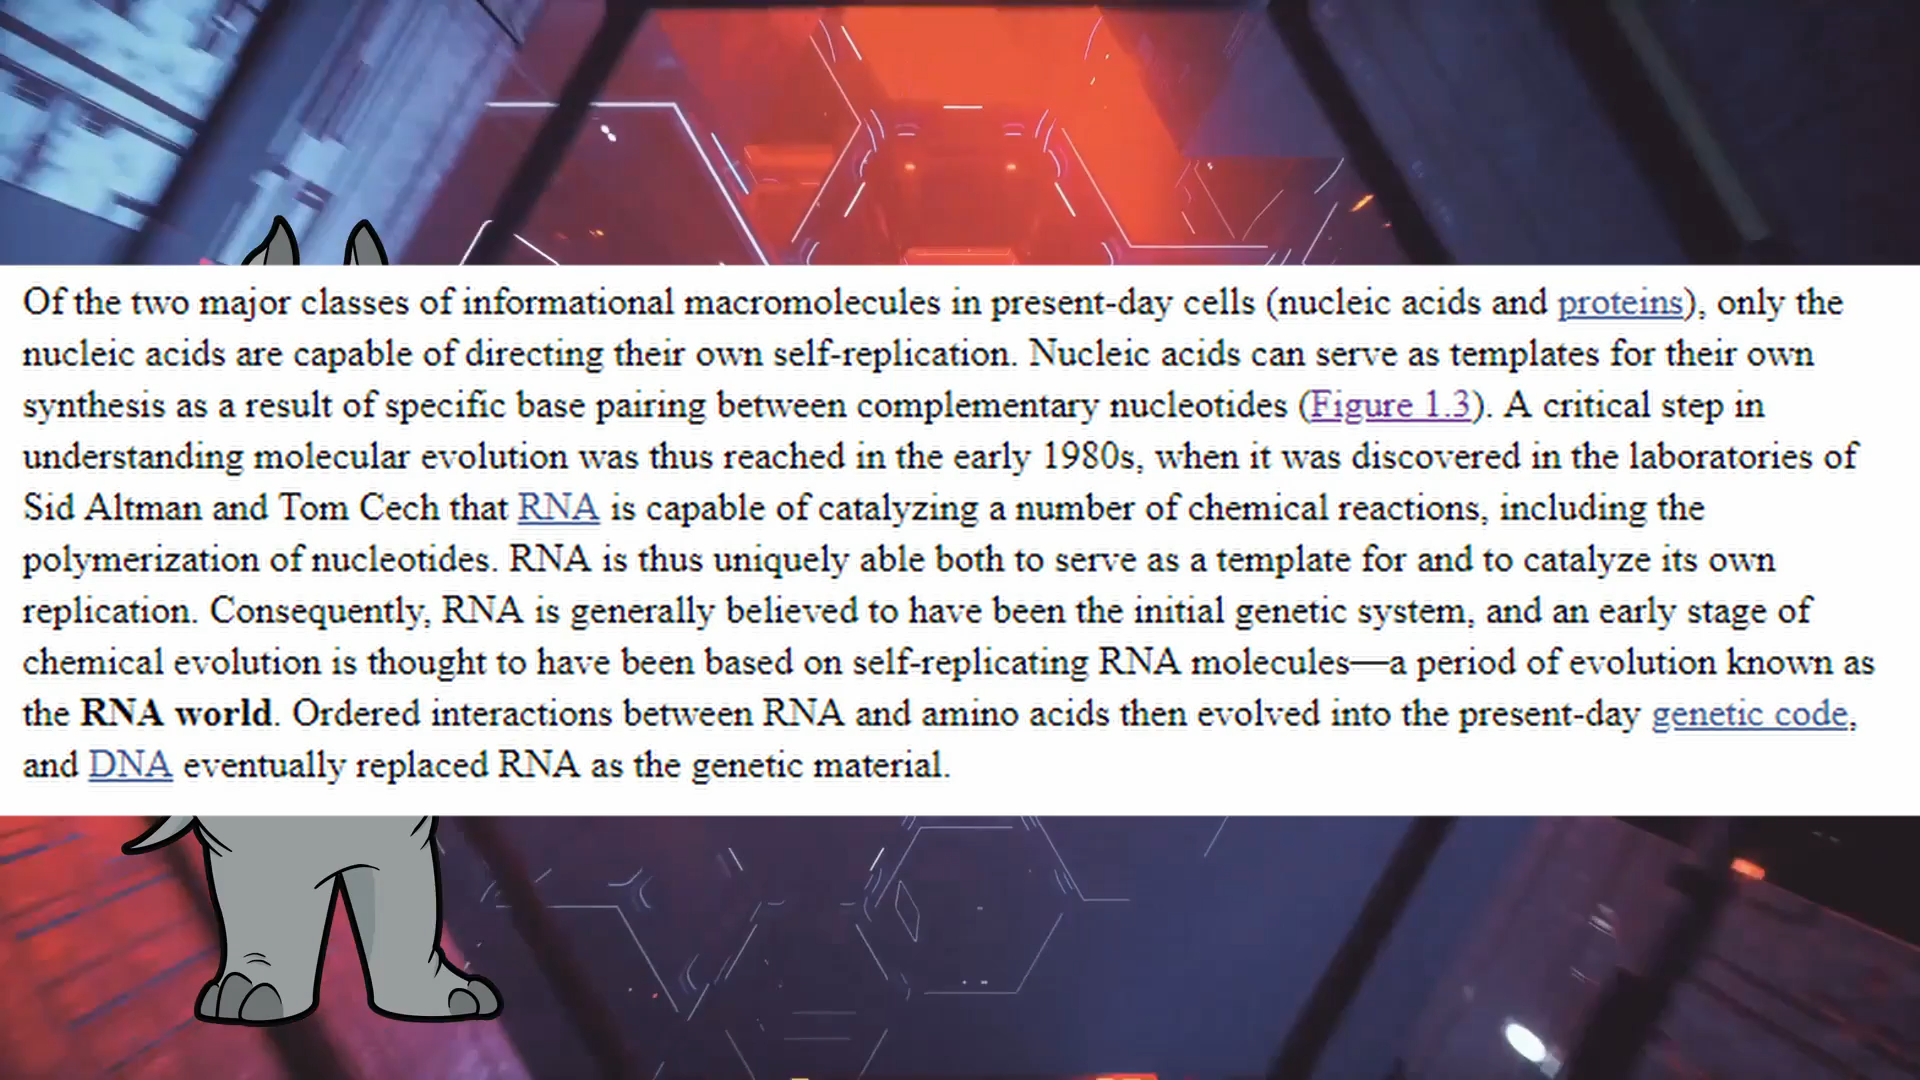 Of the two major classes of informational macromolecules in present-day cells (nucleic acids and proteins), only the
nucleic acids are capable of directing their own self-replication. Nucleic acids can serve as templates for their own
synthesis as a result of specific base pairing between complementary nucleotides (Figure 1.3). A critical step in
understanding molecular evolution was thus reached in the early 1980s, when it was discovered in the laboratories of
Sid Altman and Tom Cech that RNA is capable of catalyzing a number of chemical reactions, including the
polymerization of nucleotides. RNA is thus uniquely able both to serve as a template for and to catalyze its own
replication. Consequently, RNA is generally believed to have been the initial genetic system, and an early stage of
chemical evolution is thought to have been based on self-replicating RNA molecules—a period of evolution known as
the RNA world. Ordered interactions between RNA and amino acids then evolved into the present-day genetic code,
and DNA eventually replaced RNA as the genetic material.